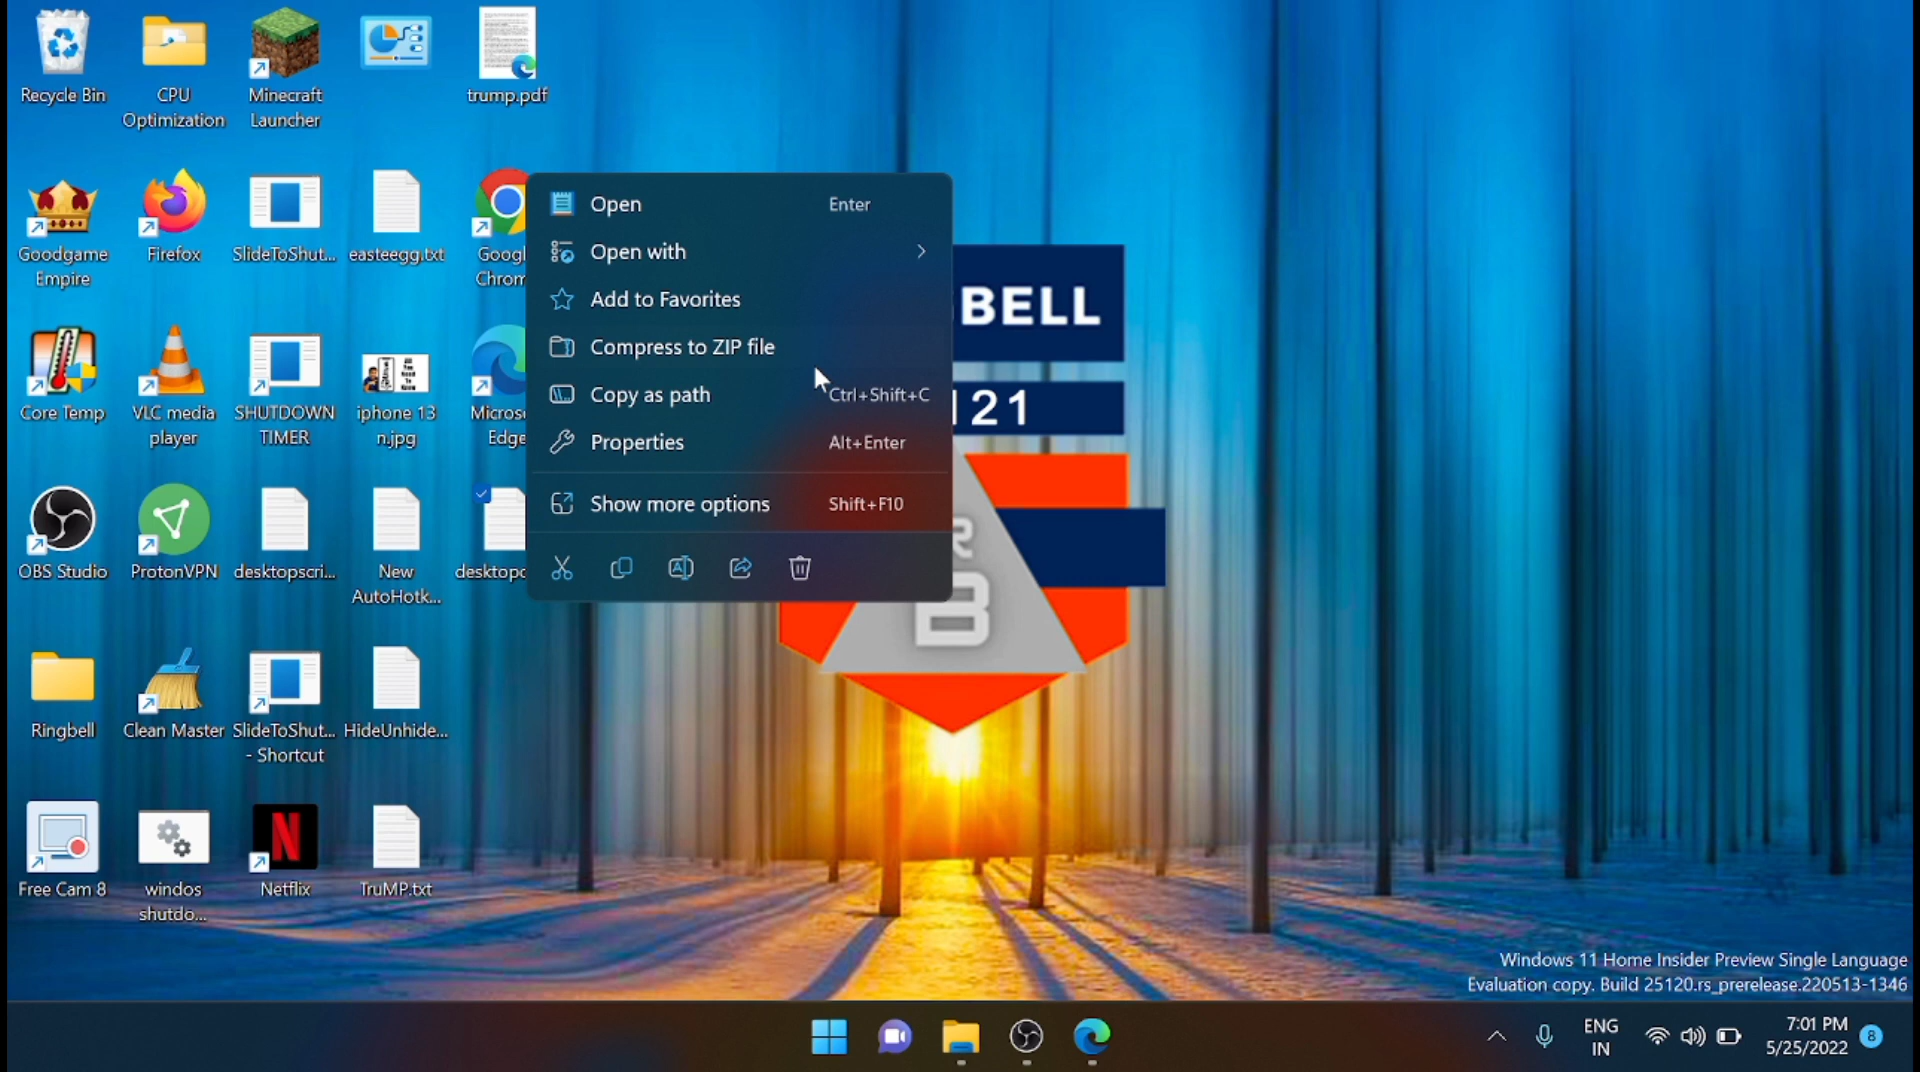 Recycle Bin
CPU
Optimization
Minecraft
Launcher
trump.pdf
Goodgame
Empire
Firefox
SlideToShut...
easteegg.txt
Googl
Chrom
Core Temp
VLC media
player
SHUTDOWN
TIMER
iphone 13
n.jpg
Micros
Edge
OBS Studio
ProtonVPN
desktopscri...
New
AutoHotk...
desktopc
Ringbell
Clean Master
SlideToShut...
- Shortcut
HideUnhide...
Free Cam 8
windos
shutdo...
Netflix
TruMP.txt
Open Enter
Open with
Add to Favorites
Compress to ZIP file
Copy as path Ctrl+Shift+C
Properties Alt+Enter
Show more options Shift+F10
BELL
121
R
B
Windows 11 Home Insider Preview Single Language
Evaluation copy. Build 25120.rs_prerelease.220513-1346
ENG
IN
7:01 PM
5/25/2022
8